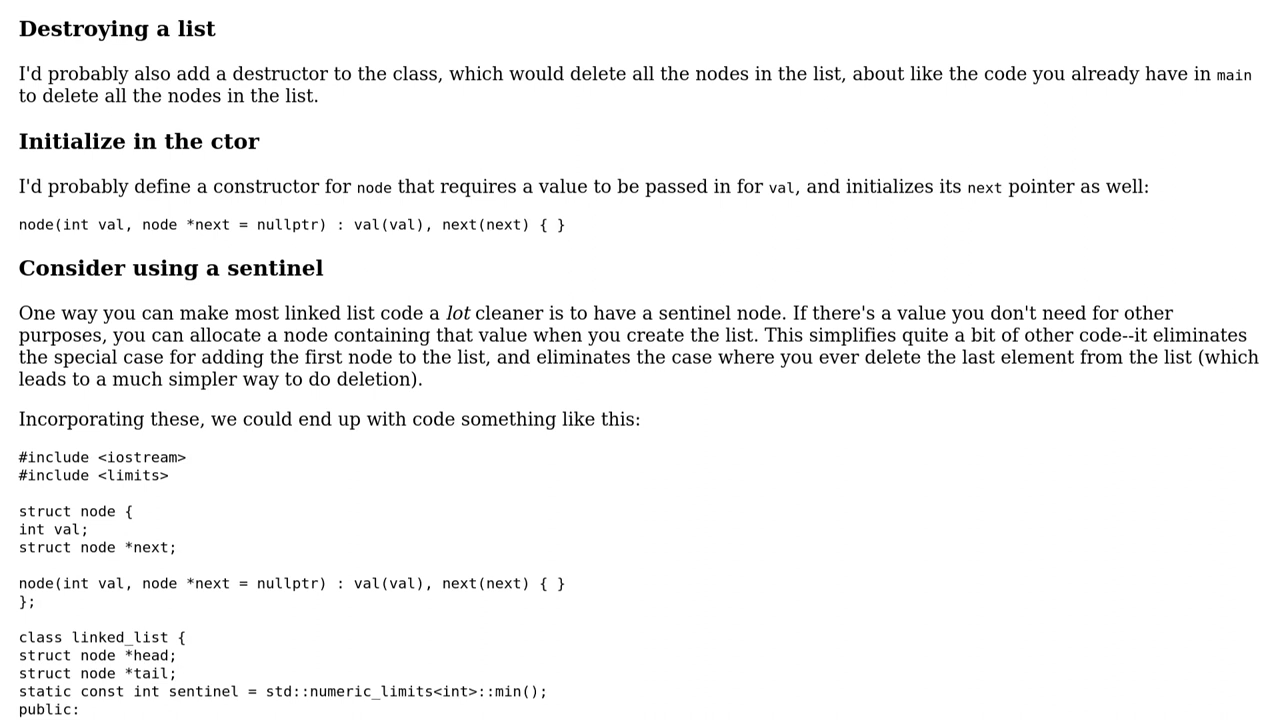 Destroying a list
I'd probably also add a destructor to the class, which would delete all the nodes in the list, about like the code you already have in main
to delete all the nodes in the list.
Initialize in the ctor
I'd probably define a constructor for node that requires a value to be passed in for val, and initializes its next pointer as well:
node(int val, node *next = nullptr) : val(val), next(next) { }
Consider using a sentinel
One way you can make most linked list code a lot cleaner is to have a sentinel node. If there's a value you don't need for other
purposes, you can allocate a node containing that value when you create the list. This simplifies quite a bit of other code--it eliminates
the special case for adding the first node to the list, and eliminates the case where you ever delete the last element from the list (which
leads to a much simpler way to do deletion).
Incorporating these, we could end up with code something like this:
#include <iostream>
#include <limits>
struct node {
int val;
struct node *next;
node(int val, node *next = nullptr) : val(val), next(next) { }
};
class linked_list {
struct node *head;
struct node *tail;
static const int sentinel = std::numeric_limits<int>::min();
public: